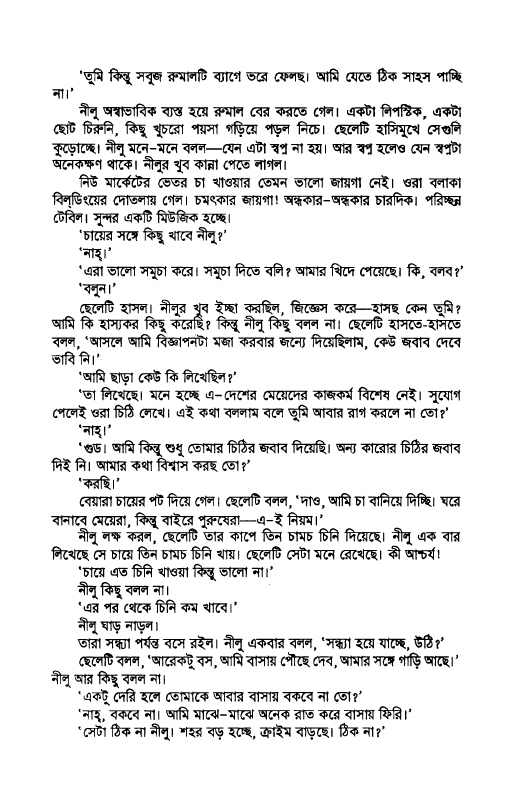 ‘তুমি কিন্তু সবুজ রুমালটি ব্যাগে ভরে ফেলছ। আমি যেতে ঠিক সাহস পাচ্ছি
না।’
নীলু অস্বাভাবিক ব্যস্ত হয়ে রুমাল বের করতে গেল। একটা লিপস্টিক, একটা
ছোট চিরুনি, কিছু খুচরো পয়সা গড়িয়ে পড়ল নিচে। ছেলেটি হাসিমুখে সেগুলি
কুড়োচ্ছে। নীলু মনে-মনে বলল—যেন এটা স্বপ্ন না হয়। আর স্বপ্ন হলেও যেন স্বপ্নটা
অনেকক্ষণ থাকে। নীলুর খুব কান্না পেতে লাগল।
নিউ মার্কেটের ভেতর চা খাওয়ার তেমন ভালো জায়গা নেই। ওরা বলাকা
বিল্ডিংয়ের দোতলায় গেল। চমৎকার জায়গা! অন্ধকার-অন্ধকার চারদিক। পরিচ্ছন্ন
টেবিল। সুন্দর একটি মিউজিক হচ্ছে।
‘চায়ের সঙ্গে কিছু খাবে নীলু?’
‘নাহ্।’
‘এরা ভালো সমুচা করে। সমুচা দিতে বলি? আমার খিদে পেয়েছে। কি, বলব?’
‘বলুন।’
ছেলেটি হাসল। নীলুর খুব ইচ্ছা করছিল, জিজ্ঞেস করে—হাসছ কেন তুমি?
আমি কি হাস্যকর কিছু করেছি? কিন্তু নীলু কিছু বলল না। ছেলেটি হাসতে-হাসতে
বলল, ‘আসলে আমি বিজ্ঞাপনটা মজা করবার জন্যে দিয়েছিলাম, কেউ জবাব দেবে
ভাবি নি।’
‘আমি ছাড়া কেউ কি লিখেছিল?’
‘তা লিখেছে। মনে হচ্ছে এ-দেশের মেয়েদের কাজকর্ম বিশেষ নেই। সুযোগ
পেলেই ওরা চিঠি লেখে। এই কথা বললাম বলে তুমি আবার রাগ করলে না তো?’
‘নাহ্।’
‘গুড। আমি কিন্তু শুধু তোমার চিঠির জবাব দিয়েছি। অন্য কারোর চিঠির জবাব
দিই নি। আমার কথা বিশ্বাস করছ তো?’
‘করছি।’
বেয়ারা চায়ের পট দিয়ে গেল। ছেলেটি বলল, ‘দাও, আমি চা বানিয়ে দিচ্ছি। ঘরে
বানাবে মেয়েরা, কিন্তু বাইরে পুরুষেরা—এ-ই নিয়ম।’
নীলু লক্ষ করল, ছেলেটি তার কাপে তিন চামচ চিনি দিয়েছে। নীলু এক বার
লিখেছে সে চায়ে তিন চামচ চিনি খায়। ছেলেটি সেটা মনে রেখেছে। কী আশ্চর্য!
‘চায়ে এত চিনি খাওয়া কিন্তু ভালো না।’
নীলু কিছু বলল না।
‘এর পর থেকে চিনি কম খাবে।’
নীলু ঘাড় নাড়ল।
তারা সন্ধ্যা পর্যন্ত বসে রইল। নীলু একবার বলল, ‘সন্ধ্যা হয়ে যাচ্ছে, উঠি?’
ছেলেটি বলল, ‘আরেকটু বস, আমি বাসায় পৌঁছে দেব, আমার সঙ্গে গাড়ি আছে।’
নীলু আর কিছু বলল না।
‘একটু দেরি হলে তোমাকে আবার বাসায় বকবে না তো?’
‘নাহ্, বকবে না। আমি মাঝে-মাঝে অনেক রাত করে বাসায় ফিরি।’
‘সেটা ঠিক না নীলু। শহর বড় হচ্ছে, ক্রাইম বাড়ছে। ঠিক না?’